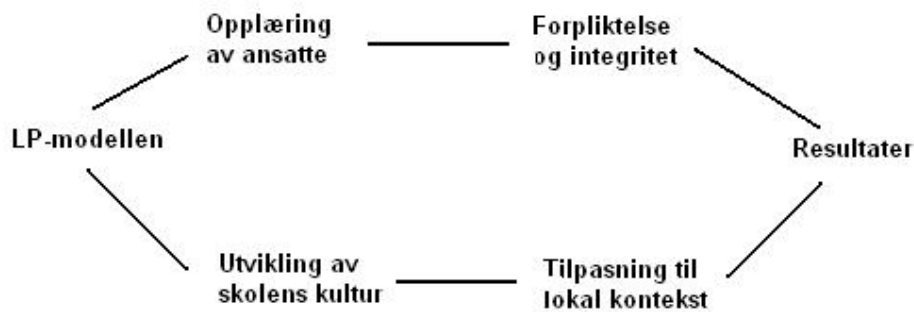 Opplæring
av ansatte
Forpliktelse
og integritet
LP-modellen
Resultater
Utvikling av
skolens kultur
Tilpasning til
lokal kontekst